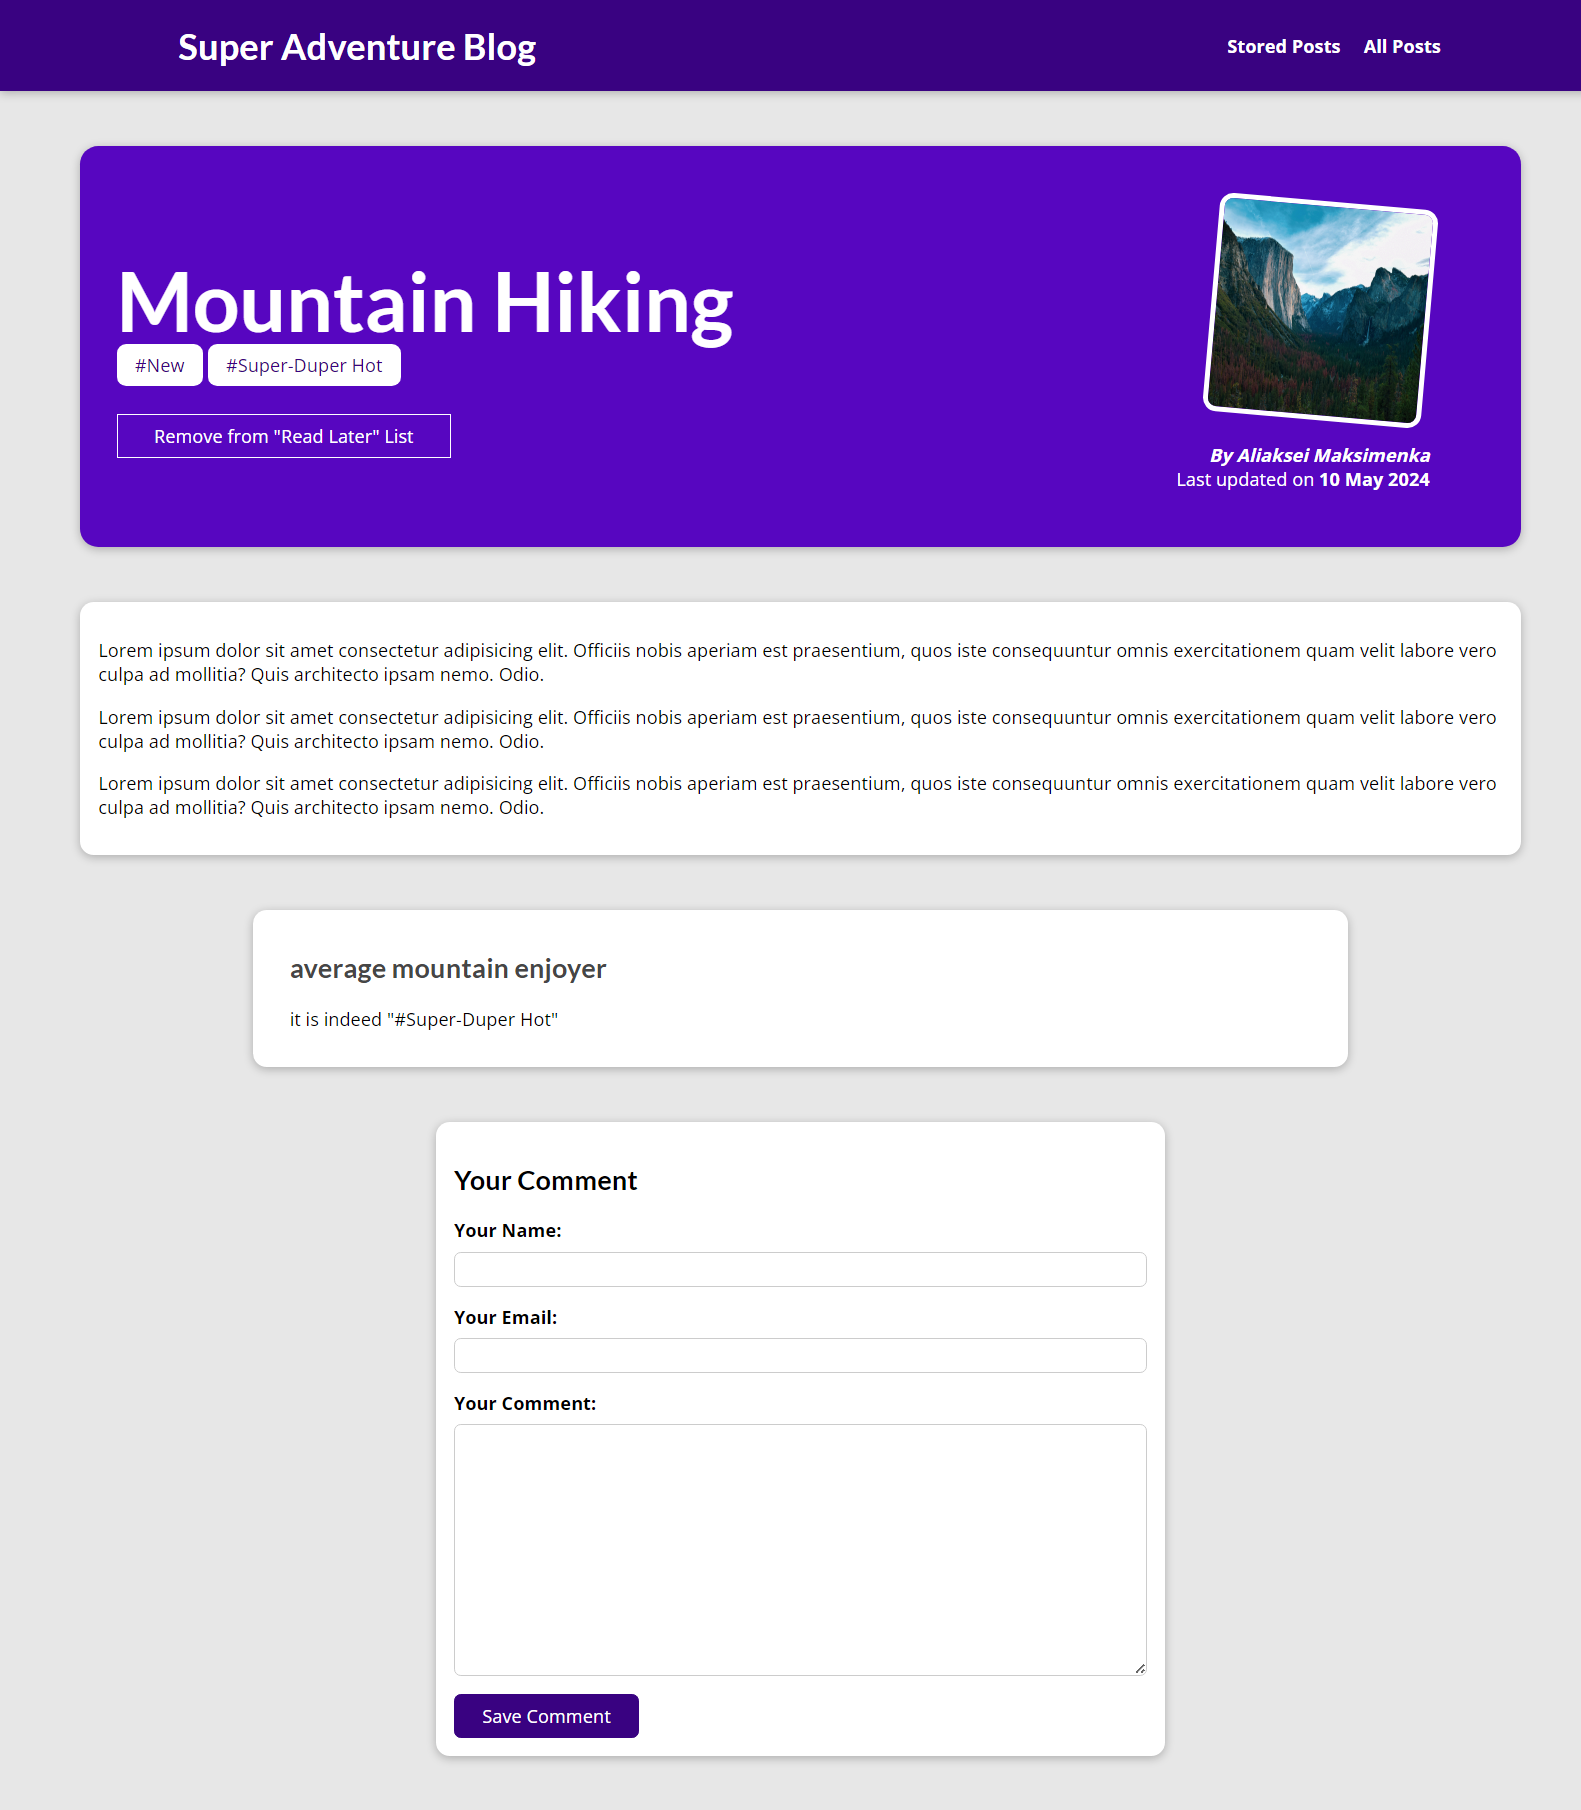 Super Adventure Blog
Stored Posts All Posts
Mountain Hiking
#New #Super-Duper Hot
Remove from "Read Later" List
By Aliaksei Maksimenka
Last updated on 10 May 2024
Lorem ipsum dolor sit amet consectetur adipisicing elit. Officiis nobis aperiam est praesentium, quos iste consequuntur omnis exercitationem quam velit labore vero
culpa ad mollitia? Quis architecto ipsam nemo. Odio.
Lorem ipsum dolor sit amet consectetur adipisicing elit. Officiis nobis aperiam est praesentium, quos iste consequuntur omnis exercitationem quam velit labore vero
culpa ad mollitia? Quis architecto ipsam nemo. Odio.
Lorem ipsum dolor sit amet consectetur adipisicing elit. Officiis nobis aperiam est praesentium, quos iste consequuntur omnis exercitationem quam velit labore vero
culpa ad mollitia? Quis architecto ipsam nemo. Odio.
average mountain enjoyer
it is indeed "#Super-Duper Hot"
Your Comment
Your Name:
Your Email:
Your Comment:
Save Comment